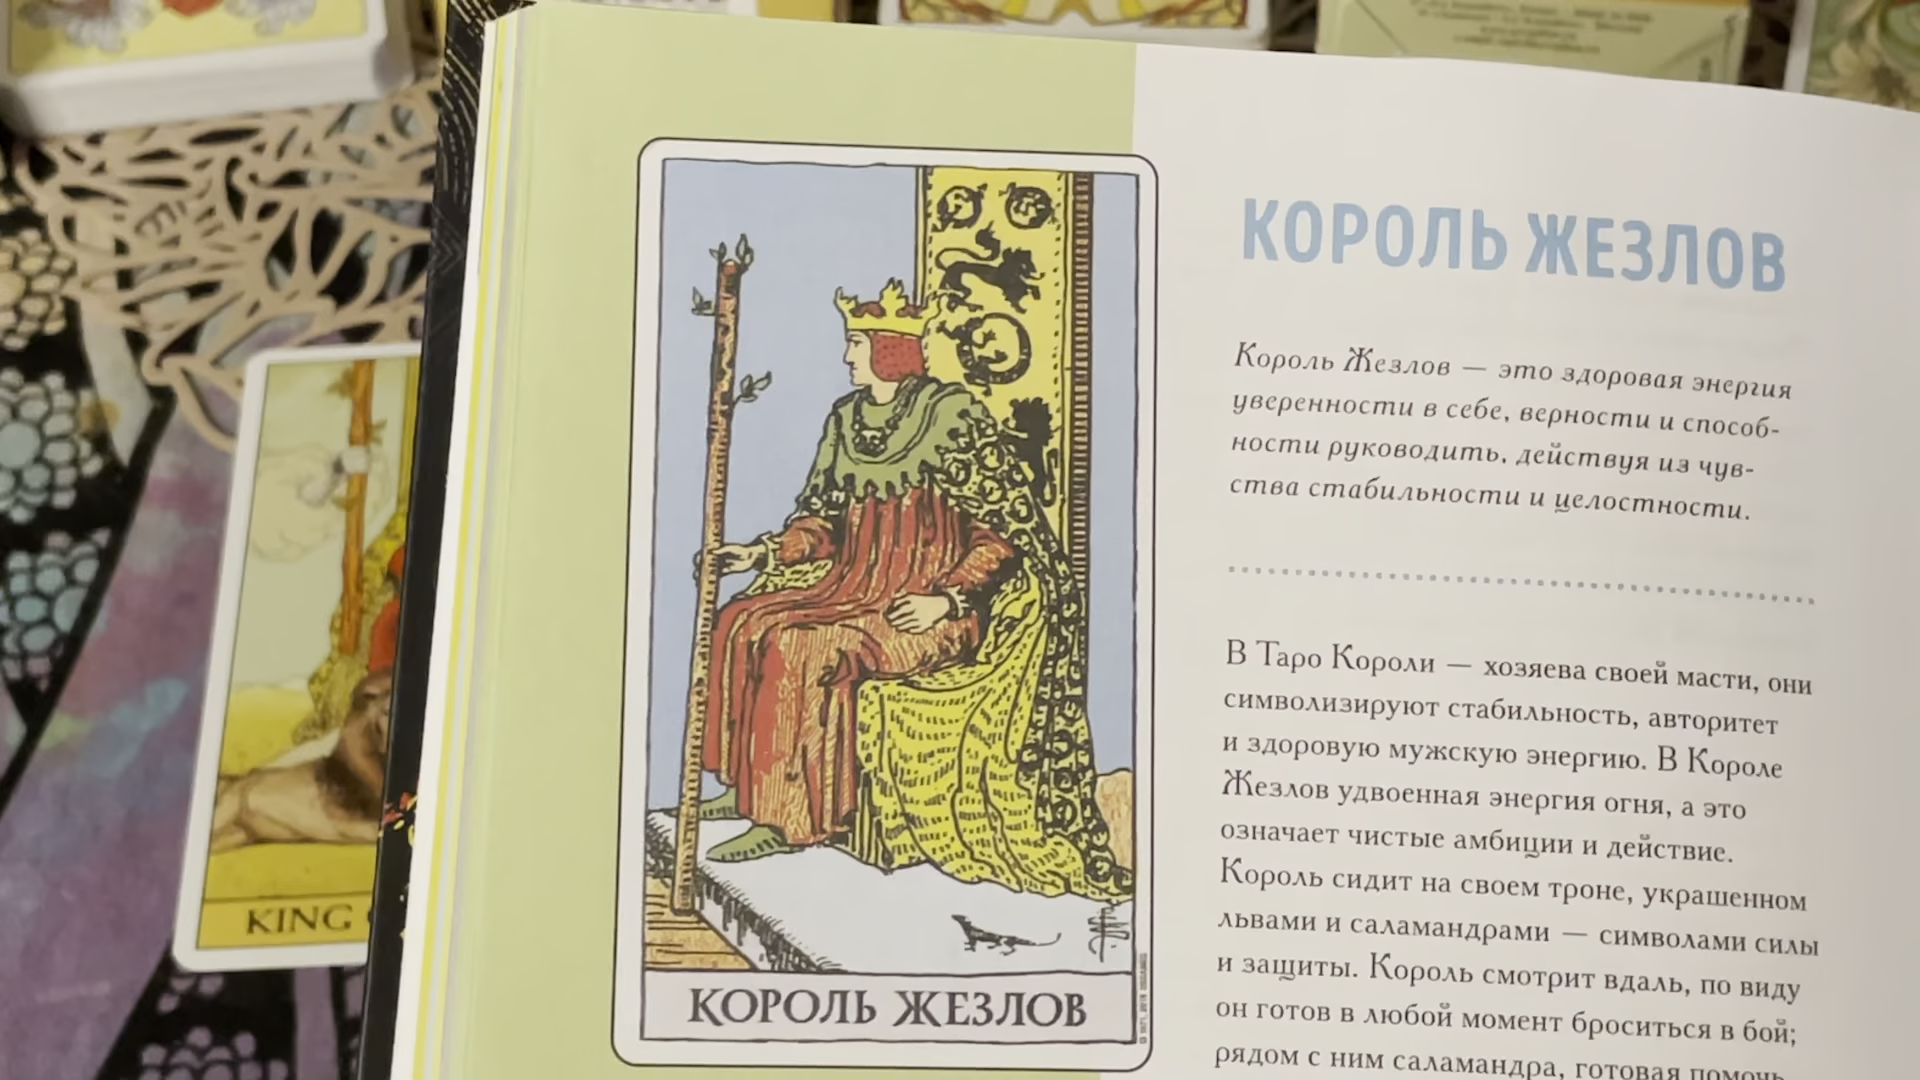 КОРОЛЬ ЖЕЗЛОВ
Король Жезлов — это здоровая энергия
уверенности в себе, верности и способ-
ности руководить, действуя из чув-
ства стабильности и целостности.
В Таро Короли — хозяева своей масти, они
символизируют стабильность, авторитет
и здоровую мужскую энергию. В Короле
Жезлов удвоенная энергия огня, а это
означает чистые амбиции и действие.
Король сидит на своем троне, украшенном
львами и саламандрами — символами силы
и защиты. Король смотрит вдаль, по виду
он готов в любой момент броситься в бой;
рядом с ним саламандра, готовая помочь
КОРОЛЬ ЖЕЗЛОВ
KING